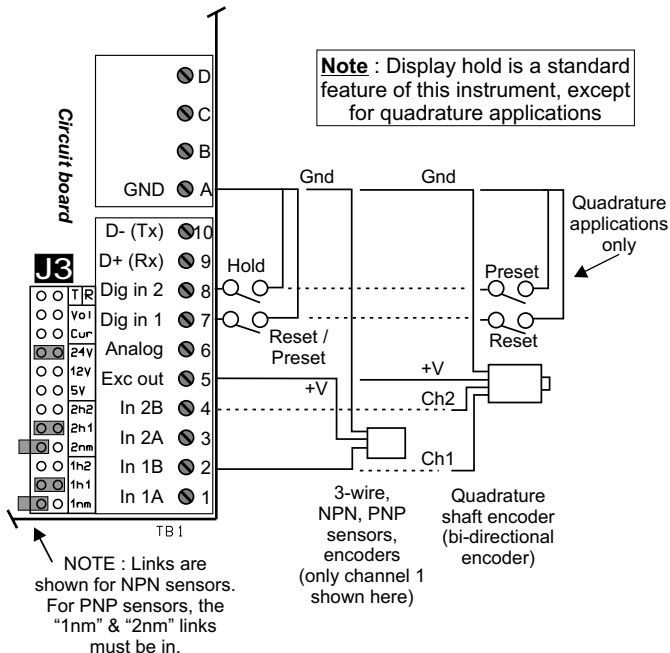 Note : Display hold is a standard
feature of this instrument, except
for quadrature applications
Circuit board
D
C
B
GND A
D- (Tx) 10
D+ (Rx) 9
Dig in 2 8
Dig in 1 7
Analog 6
Exc out 5
In 2B 4
In 2A 3
In 1B 2
In 1A 1
TB1
J3
T R
Vol
Cur
24V
12V
5V
2h2
2h1
2nm
1h2
1h1
1nm
Gnd
Gnd
Hold
Reset /
Preset
+V
Quadrature
applications
only
Preset
Reset
+V
Ch2
Ch1
3-wire,
NPN, PNP
sensors,
encoders
(only channel 1
shown here)
Quadrature
shaft encoder
(bi-directional
encoder)
NOTE : Links are
shown for NPN sensors.
For PNP sensors, the
“1nm” & “2nm” links
must be in.